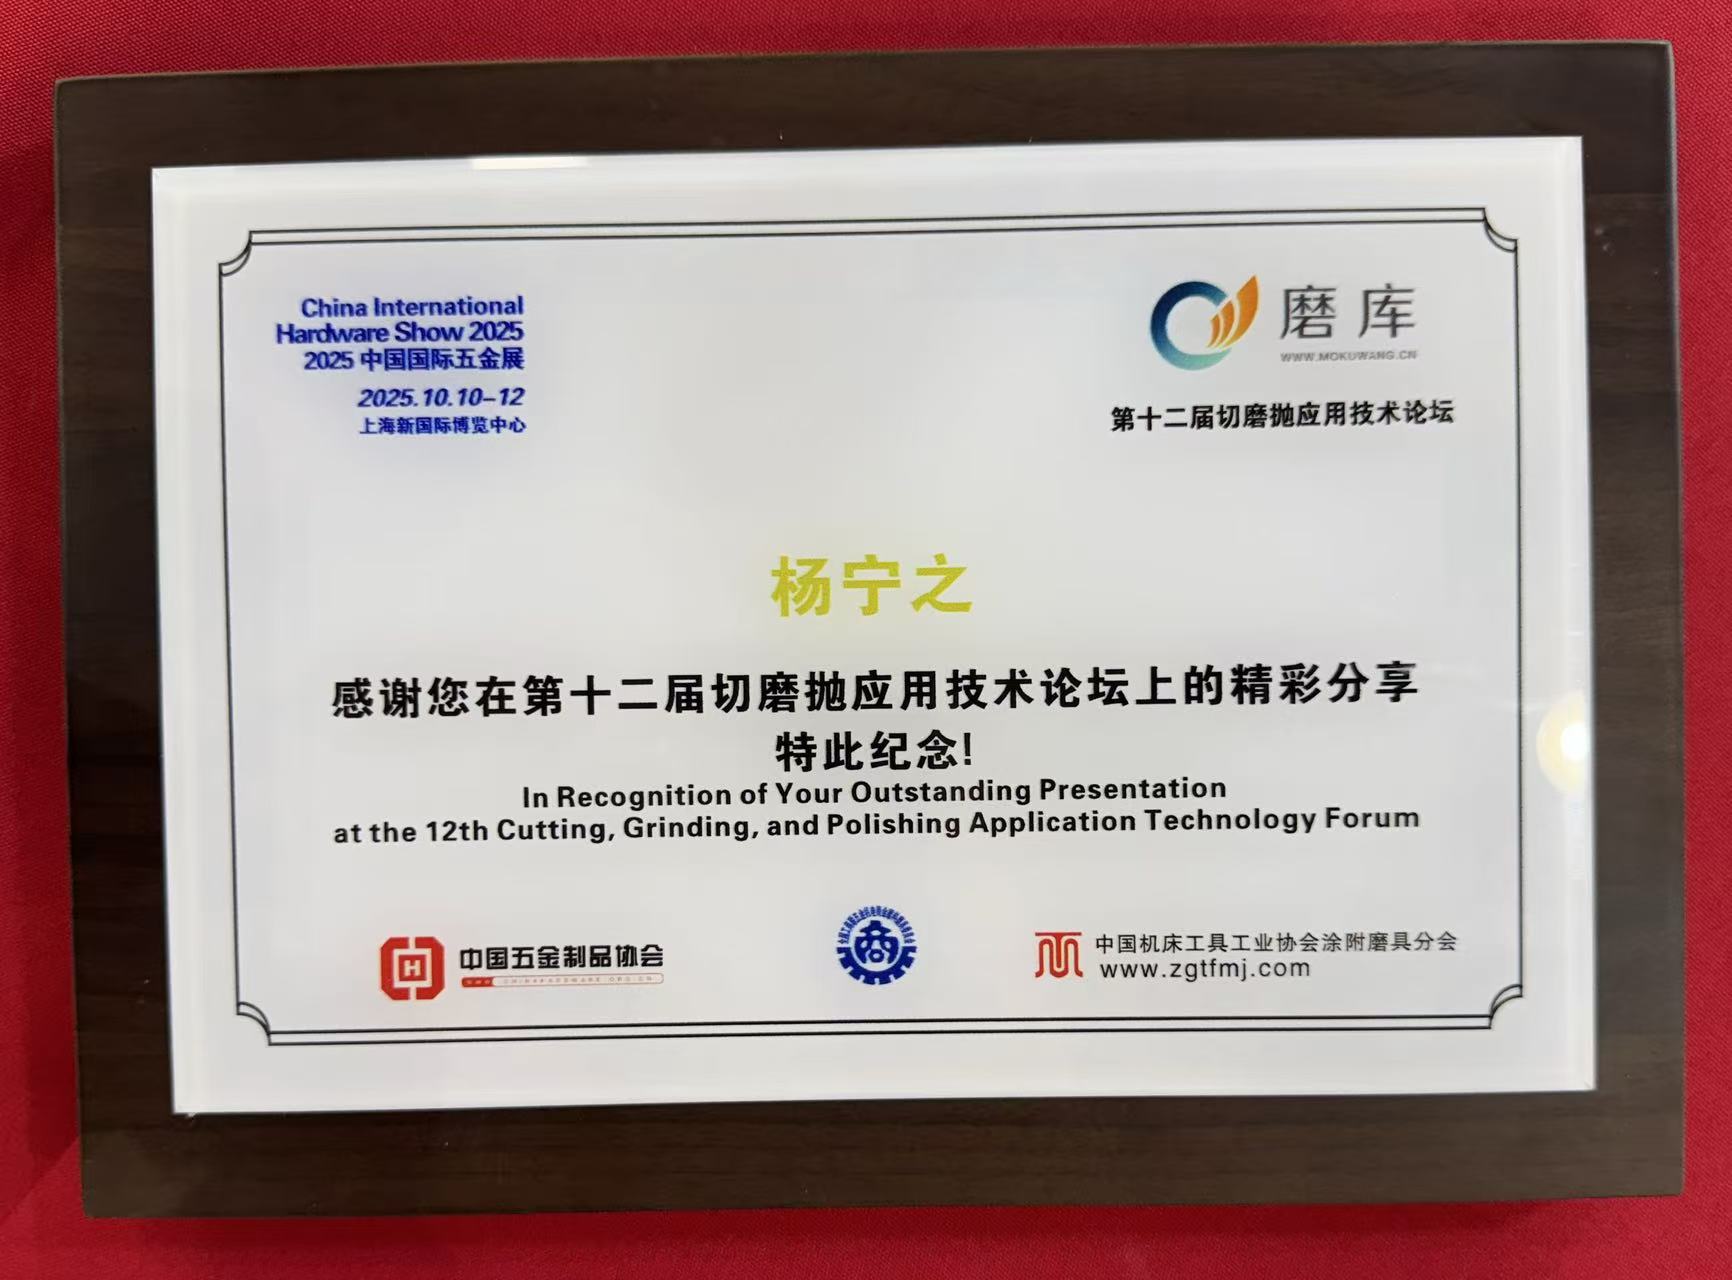 China International
Hardware Show 2025
2025 中国国际五金展
2025.10.10-12
上海新国际博览中心
磨库
WWW.MOKUWANG.CN
第十二届切磨抛应用技术论坛
杨宁之
感谢您在第十二届切磨抛应用技术论坛上的精彩分享
特此纪念!
In Recognition of Your Outstanding Presentation
at the 12th Cutting, Grinding, and Polishing Application Technology Forum
中国五金制品协会
商
中国机床工具工业协会涂附磨具分会
www.zgtfmj.com